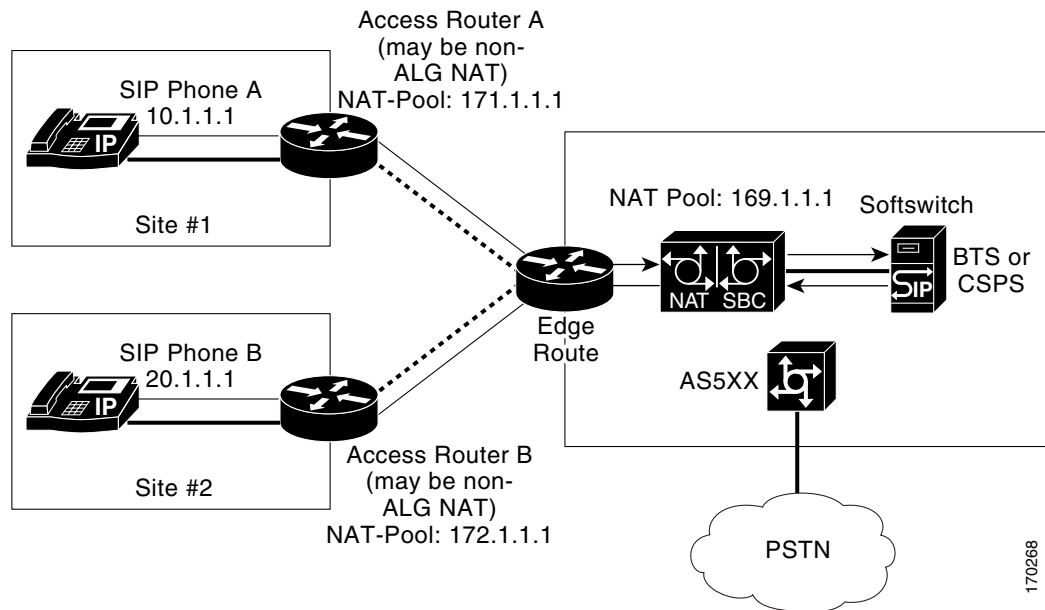 Access Router A
(may be non-
ALG NAT)
NAT-Pool: 171.1.1.1
SIP Phone A
10.1.1.1
IP
Site #1
NAT Pool: 169.1.1.1
Softswitch
BTS or
CSPS
NAT
SBC
SIP
Edge
Route
SIP Phone B
20.1.1.1
IP
Site #2
AS5XX
Access Router B
(may be non-
ALG NAT)
NAT-Pool: 172.1.1.1
PSTN
170268